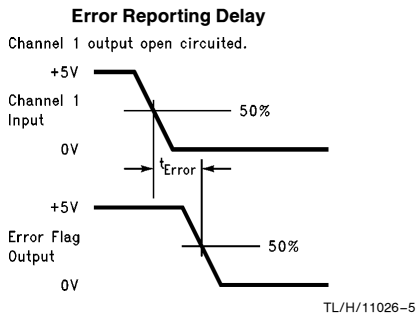 Error Reporting Delay
Channel 1 output open circuited.
+5V
Channel 1
Input
50%
0V
tError
+5V
Error Flag
Output
50%
0V
TL/H/11026–5